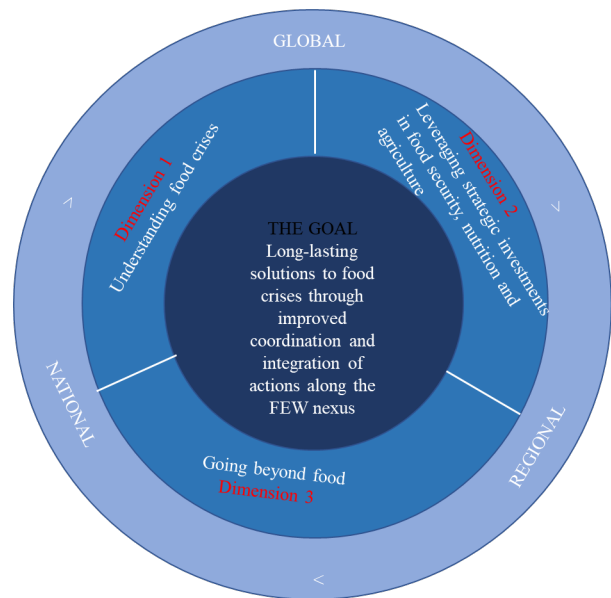 GLOBAL
Dimension 1
Understanding food crises
Dimension 2
Leveraging strategic investments
in food security, nutrition and
agriculture
THE GOAL
Long-lasting
solutions to food
crises through
improved
coordination and
integration of
actions along the
FEW nexus
NATIONAL
REGIONAL
Going beyond food
Dimension 3